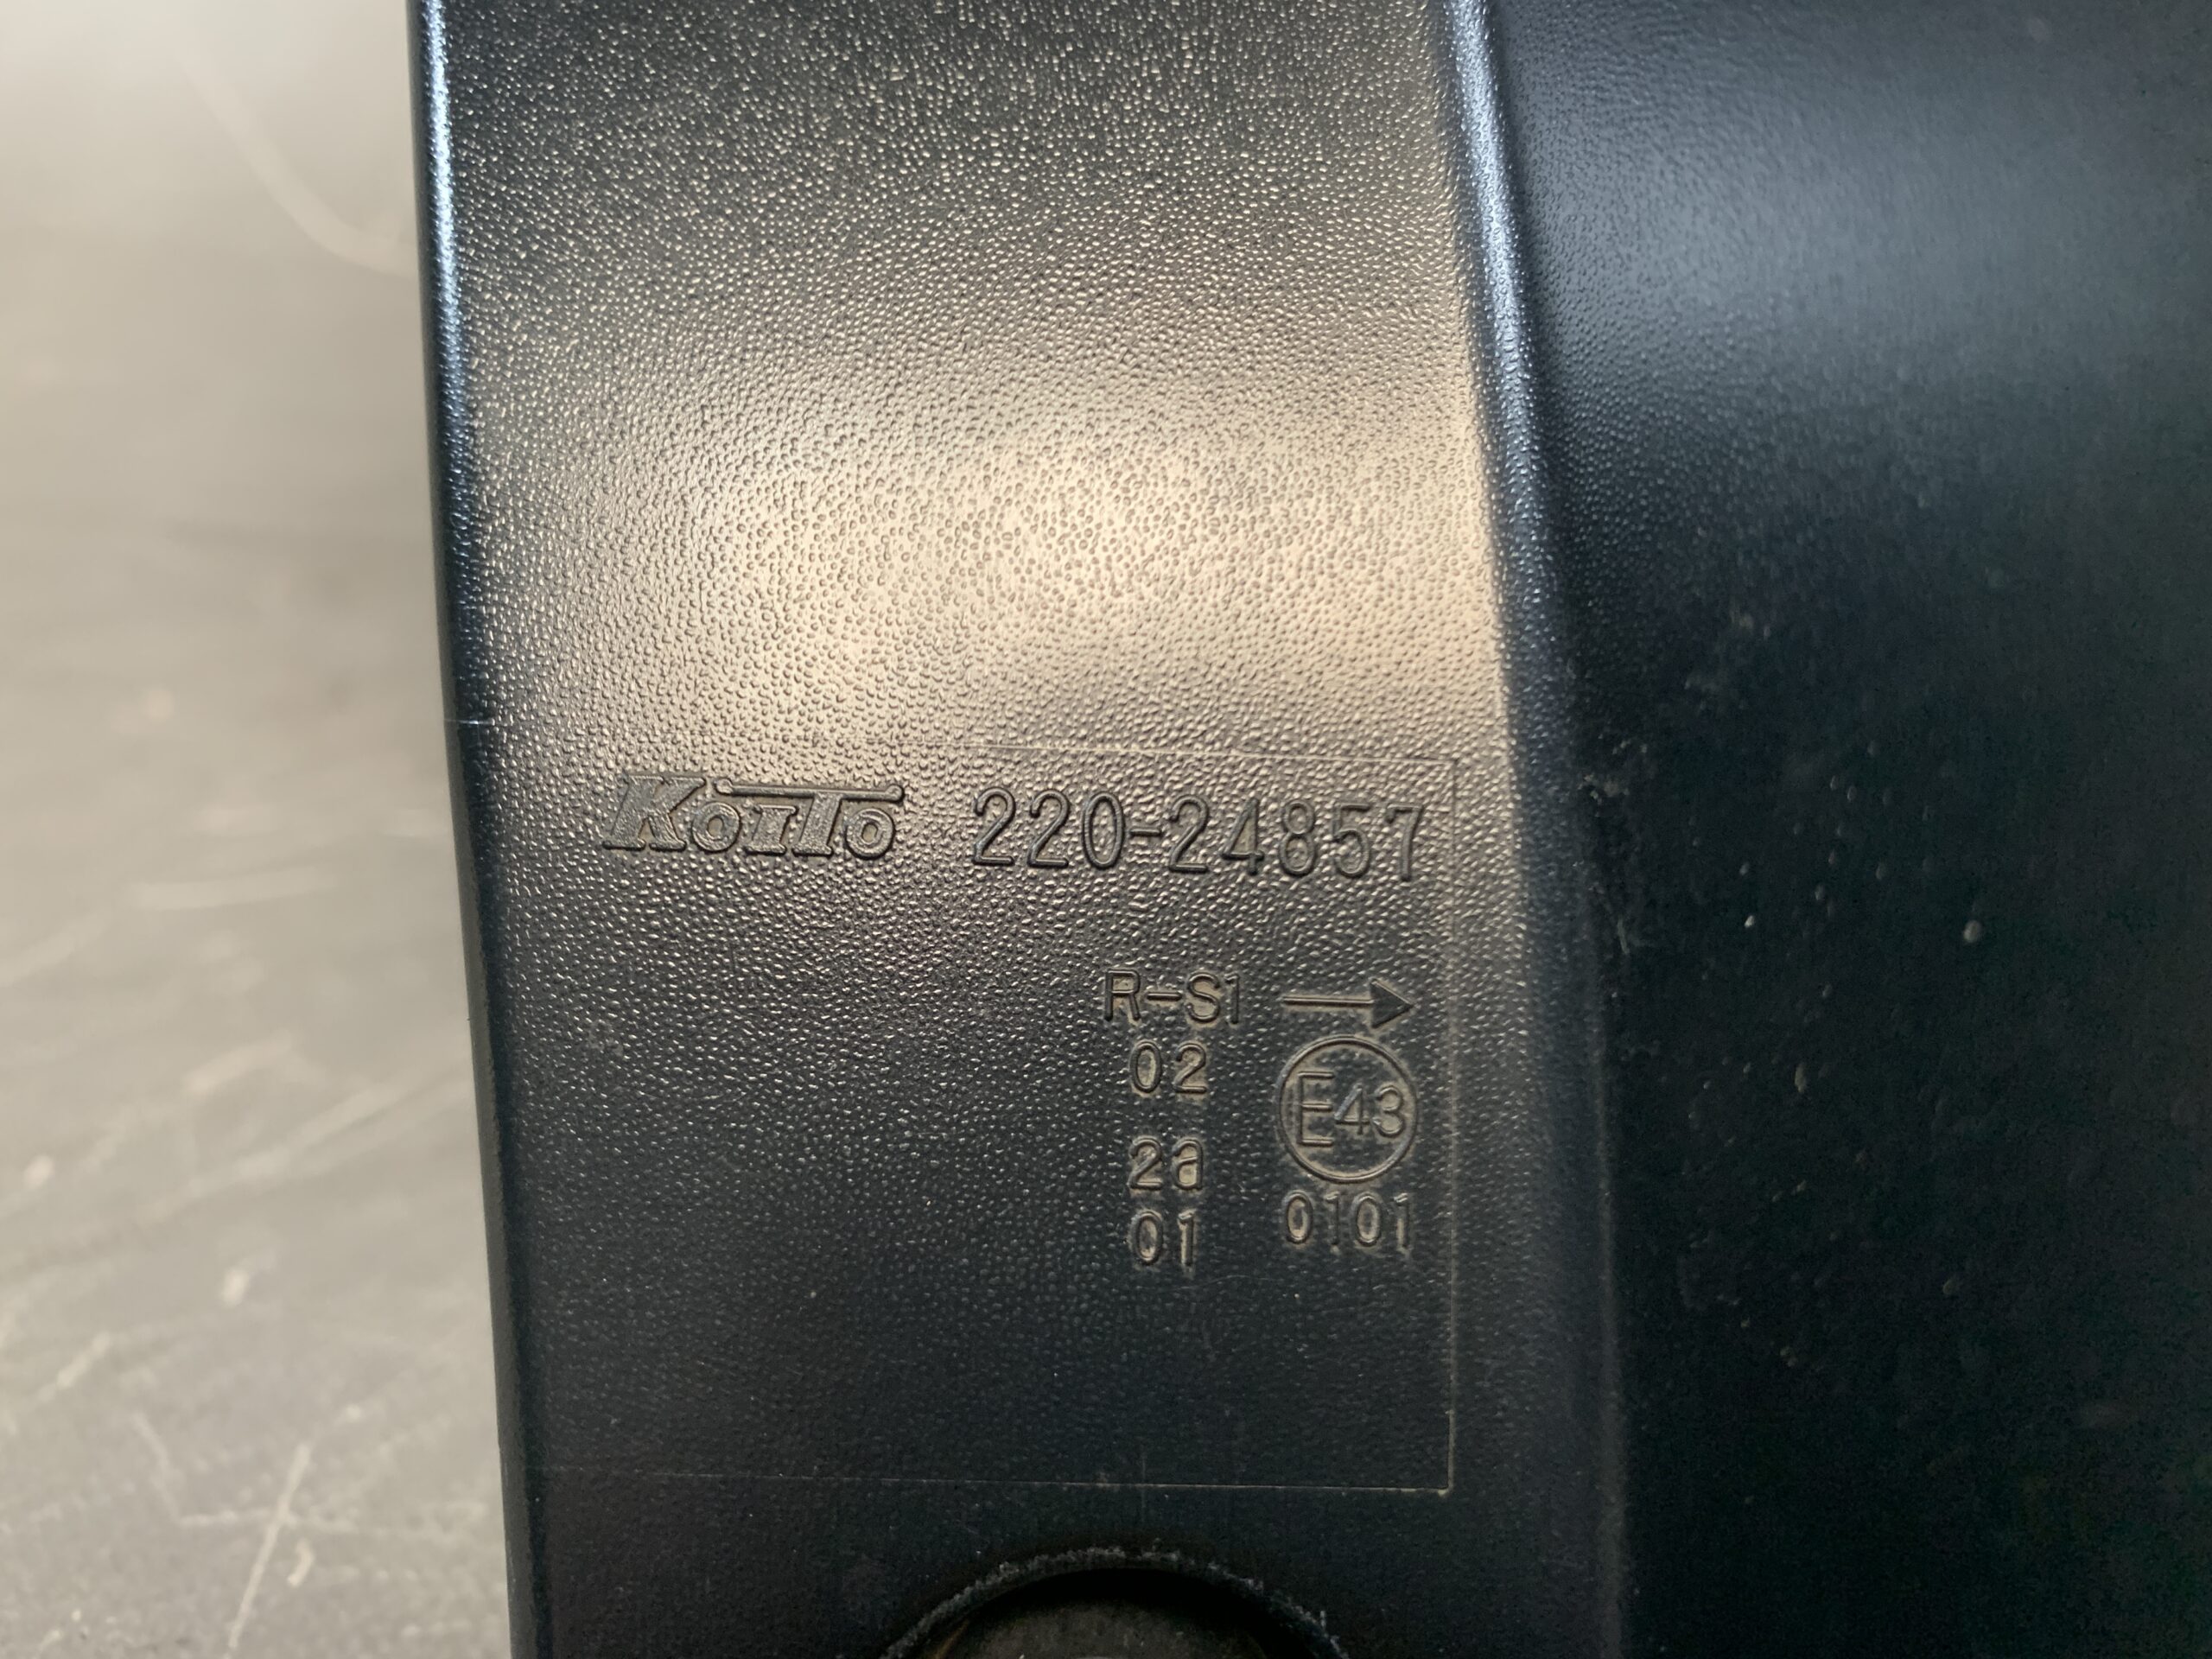 KOITO 220-24857
R-S1 →
02
E43
2a
01 0101